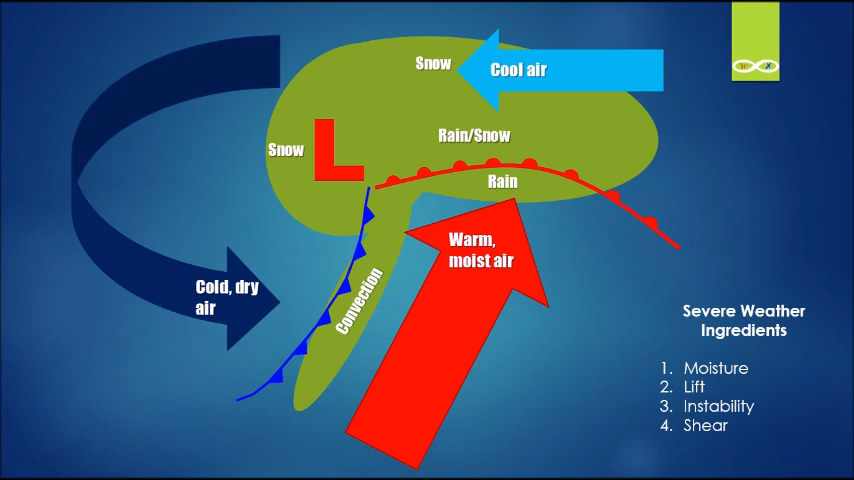 Snow
Cool air
Snow
L
Rain/Snow
Rain
Warm,
moist air
Cold, dry
air
Convection
Severe Weather
Ingredients
1. Moisture
2. Lift
3. Instability
4. Shear